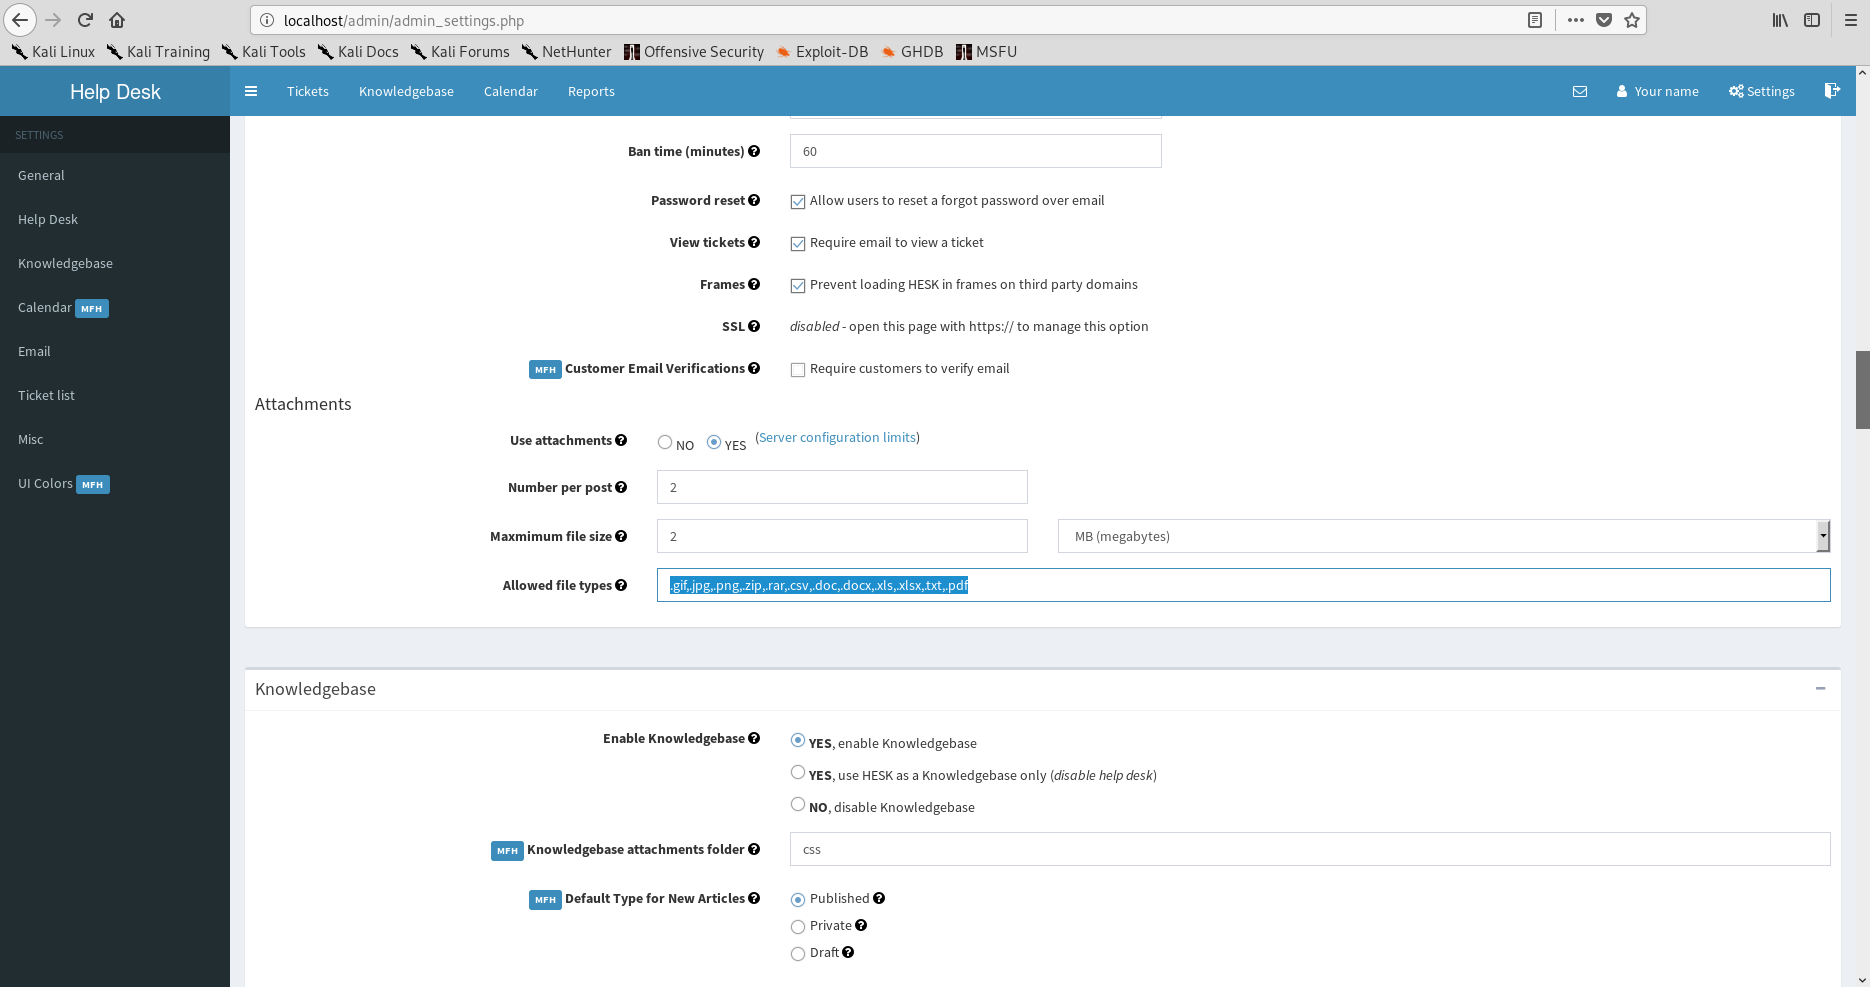 localhost/admin/admin_settings.php
Kali Linux Kali Training Kali Tools Kali Docs Kali Forums NetHunter Offensive Security Exploit-DB GHDB MSFU
Help Desk Tickets Knowledgebase Calendar Reports Your name Settings
SETTINGS
General
Help Desk
Knowledgebase
Calendar MFH
Email
Ticket list
Misc
UI Colors MFH
Ban time (minutes) 60
Password reset Allow users to reset a forgot password over email
View tickets Require email to view a ticket
Frames Prevent loading HESK in frames on third party domains
SSL disabled - open this page with https:// to manage this option
MFH Customer Email Verifications Require customers to verify email
Attachments
Use attachments NO YES (Server configuration limits)
Number per post 2
Maxmimum file size 2 MB (megabytes)
Allowed file types .gif,.jpg,.png,.zip,.rar,.csv,.doc,.docx,.xls,.xlsx,.txt,.pdf
Knowledgebase
Enable Knowledgebase YES, enable Knowledgebase
YES, use HESK as a Knowledgebase only (disable help desk)
NO, disable Knowledgebase
MFH Knowledgebase attachments folder css
MFH Default Type for New Articles Published
Private
Draft